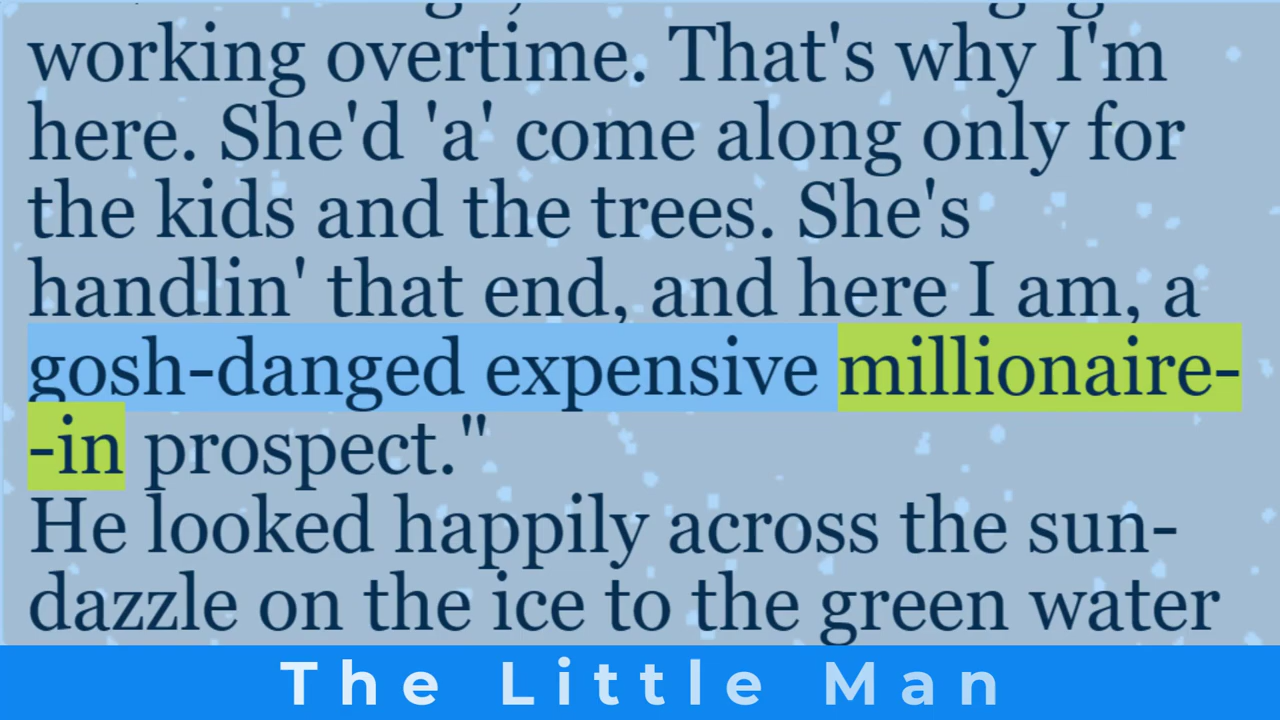 working overtime. That's why I'm
here. She'd 'a' come along only for
the kids and the trees. She's
handlin' that end, and here I am, a
gosh-danged expensive millionaire-
-in prospect."
He looked happily across the sun-
dazzle on the ice to the green water
The Little Man